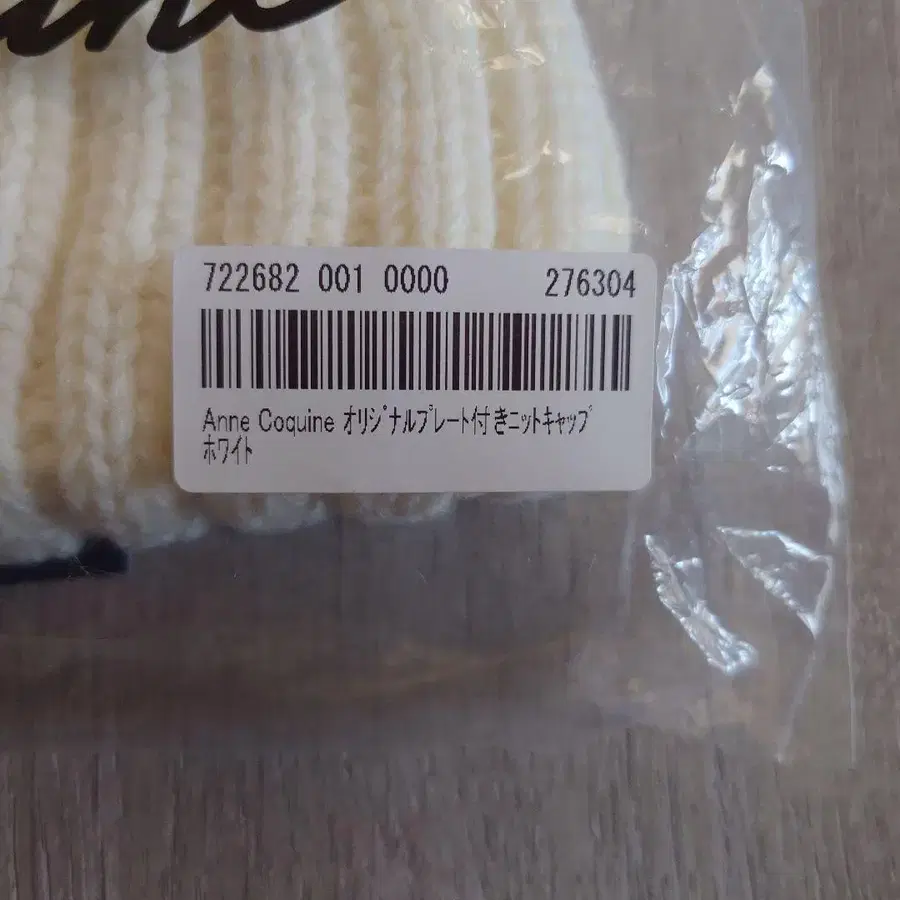 722682 001 0000 276304
Anne Coquine ｵﾘｼﾞﾅﾙﾌﾟﾚｰﾄ付きﾆｯﾄｷｬｯﾌﾟ
ﾎﾜｲﾄ